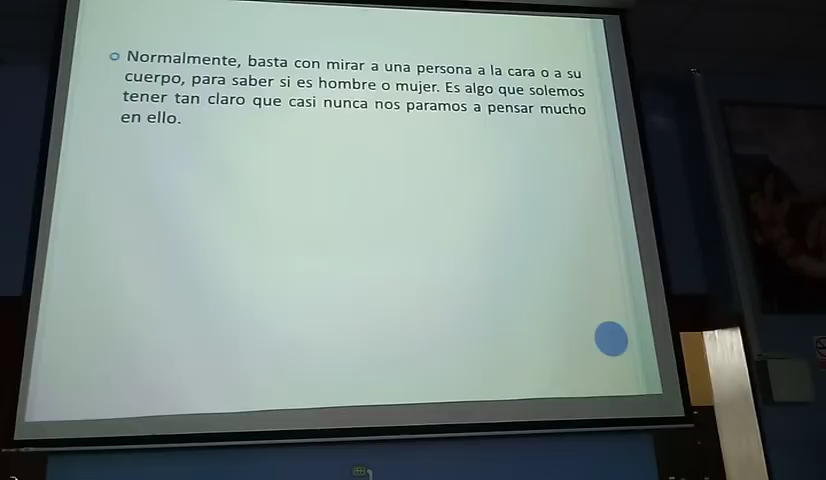 Normalmente, basta con mirar a una persona a la cara o a su
cuerpo, para saber si es hombre o mujer. Es algo que solemos
tener tan claro que casi nunca nos paramos a pensar mucho
en ello.